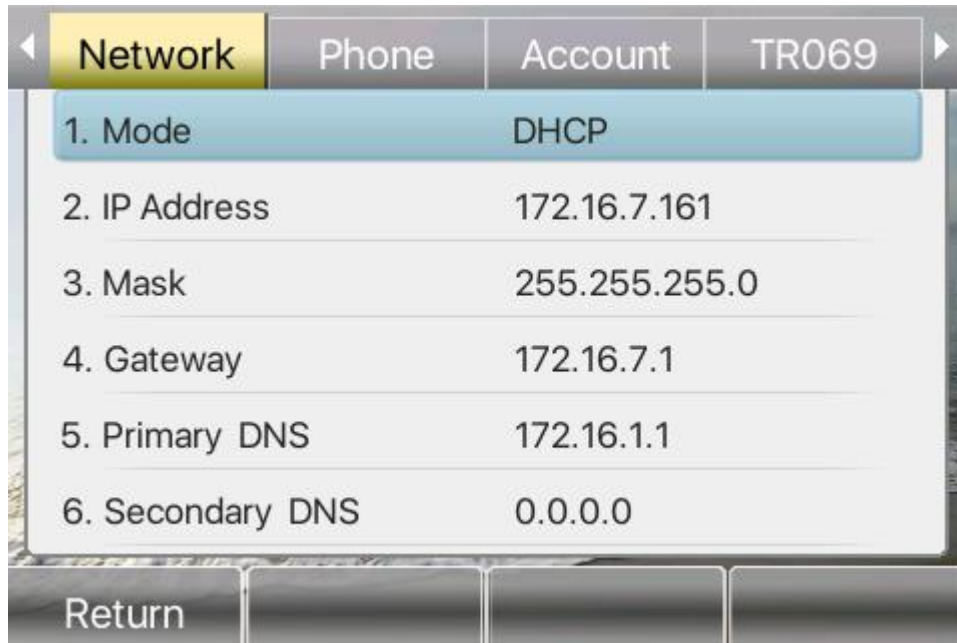 Network Phone Account TR069
1. Mode DHCP
2. IP Address 172.16.7.161
3. Mask 255.255.255.0
4. Gateway 172.16.7.1
5. Primary DNS 172.16.1.1
6. Secondary DNS 0.0.0.0
Return